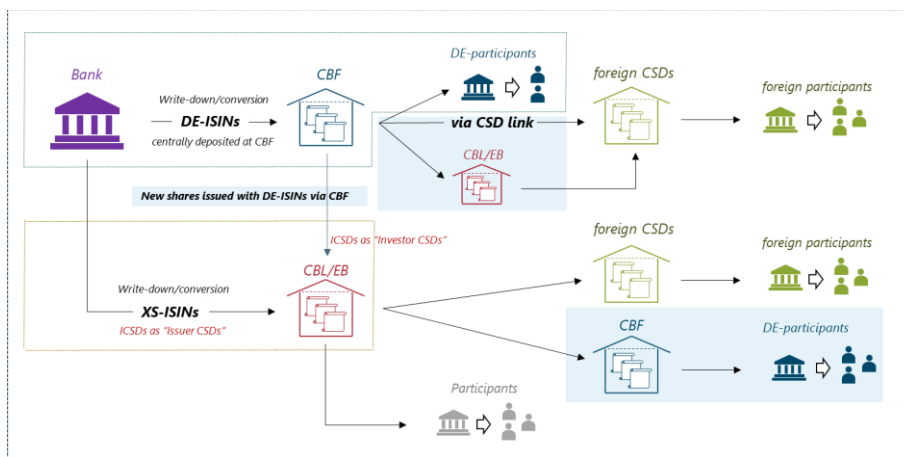 Bank
Write-down/conversion
DE-ISINs
centrally deposited at CBF
CBF
DE-participants
via CSD link
CBL/EB
foreign CSDs
foreign participants
New shares issued with DE-ISINs via CBF
ICSDs as "Investor CSDs"
Write-down/conversion
XS-ISINs
ICSDs as "Issuer CSDs"
CBL/EB
foreign CSDs
foreign participants
CBF
DE-participants
Participants